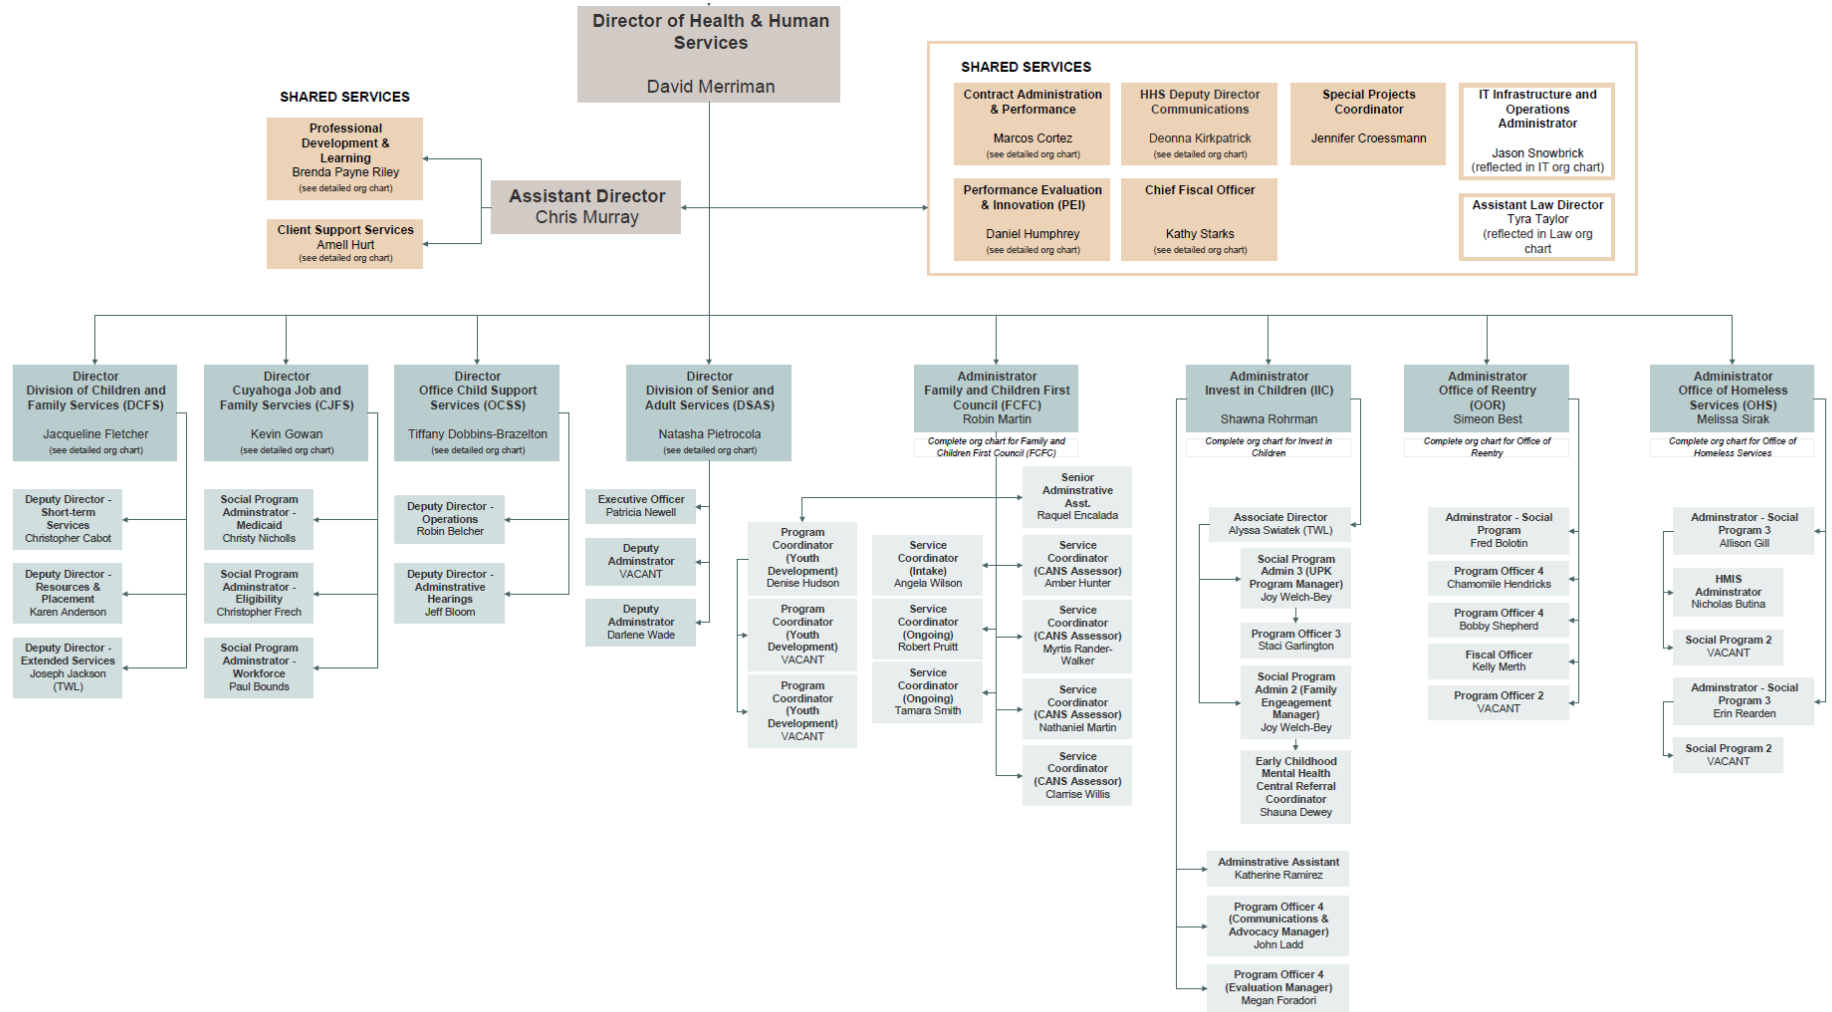 Director of Health & Human
Services
David Merriman
SHARED SERVICES
Professional
Development &
Learning
Brenda Payne Riley
(see detailed org chart)
Client Support Services
Arnell Hurt
(see detailed org chart)
Assistant Director
Chris Murray
SHARED SERVICES
Contract Administration
& Performance
Marcos Cortez
(see detailed org chart)
HHS Deputy Director
Communications
Deonna Kirkpatrick
(see detailed org chart)
Special Projects
Coordinator
Jennifer Croessmann
IT Infrastructure and
Operations
Administrator
Jason Snowbrick
(reflected in IT org chart)
Performance Evaluation
& Innovation (PEI)
Daniel Humphrey
(see detailed org chart)
Chief Fiscal Officer
Kathy Starks
(see detailed org chart)
Assistant Law Director
Tyra Taylor
(reflected in Law org
chart
Director
Division of Children and
Family Services (DCFS)
Jacqueline Fletcher
(see detailed org chart)
Deputy Director -
Short-term
Services
Christopher Cabot
Deputy Director -
Resources &
Placement
Karen Anderson
Deputy Director -
Extended Services
Joseph Jackson
(TWL)
Director
Cuyahoga Job and
Family Servcies (CJFS)
Kevin Gowan
(see detailed org chart)
Social Program
Adminstrator -
Medicaid
Christy Nicholls
Social Program
Adminstrator -
Eligibility
Christopher Frech
Social Program
Adminstrator -
Workforce
Paul Bounds
Director
Office Child Support
Services (OCSS)
Tiffany Dobbins-Brazelton
(see detailed org chart)
Deputy Director -
Operations
Robin Belcher
Deputy Director -
Adminstrative
Hearings
Jeff Bloom
Director
Division of Senior and
Adult Services (DSAS)
Natasha Pietrocola
(see detailed org chart)
Executive Officer
Patricia Newell
Deputy
Adminstrator
VACANT
Deputy
Adminstrator
Darlene Wade
Administrator
Family and Children First
Council (FCFC)
Robin Martin
Complete org chart for Family and
Children First Council (FCFC)
Senior
Adminstrative
Asst.
Raquel Encalada
Program
Coordinator
(Youth
Development)
Denise Hudson
Program
Coordinator
(Youth
Development)
VACANT
Program
Coordinator
(Youth
Development)
VACANT
Service
Coordinator
(Intake)
Angela Wilson
Service
Coordinator
(Ongoing)
Robert Pruitt
Service
Coordinator
(Ongoing)
Tamara Smith
Service
Coordinator
(CANS Assessor)
Amber Hunter
Service
Coordinator
(CANS Assessor)
Myrtis Rander-
Walker
Service
Coordinator
(CANS Assessor)
Nathaniel Martin
Service
Coordinator
(CANS Assessor)
Clarrise Willis
Administrator
Invest in Children (IIC)
Shawna Rohrman
Complete org chart for Invest in
Children
Associate Director
Alyssa Swiatek (TWL)
Social Program
Admin 3 (UPK
Program Manager)
Joy Welch-Bey
Program Officer 3
Staci Garlington
Social Program
Admin 2 (Family
Engeagement
Manager)
Joy Welch-Bey
Early Childhood
Mental Health
Central Referral
Coordinator
Shauna Dewey
Adminstrative Assistant
Katherine Ramirez
Program Officer 4
(Communications &
Advocacy Manager)
John Ladd
Program Officer 4
(Evaluation Manager)
Megan Foradori
Administrator
Office of Reentry
(OOR)
Simeon Best
Complete org chart for Office of
Reentry
Adminstrator - Social
Program
Fred Bolotin
Program Officer 4
Chamomile Hendricks
Program Officer 4
Bobby Shepherd
Fiscal Officer
Kelly Merth
Program Officer 2
VACANT
Administrator
Office of Homeless
Services (OHS)
Melissa Sirak
Complete org chart for Office of
Homeless Services
Adminstrator - Social
Program 3
Allison Gill
HMIS
Adminstrator
Nicholas Butina
Social Program 2
VACANT
Adminstrator - Social
Program 3
Erin Rearden
Social Program 2
VACANT